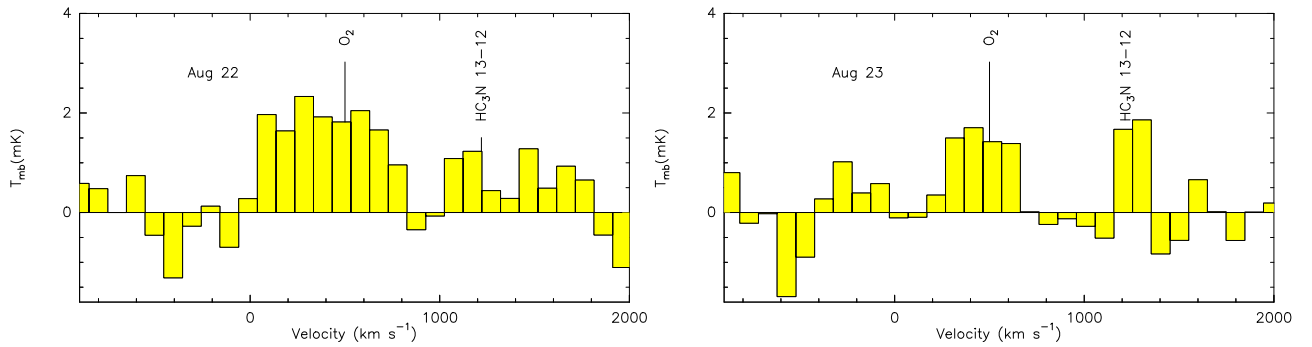 4
2
0
T_mb(mK)
Aug 22
O₂
HC₃N 13−12
0
1000
2000
Velocity (km s⁻¹)
4
2
0
T_mb(mK)
Aug 23
O₂
HC₃N 13−12
0
1000
2000
Velocity (km s⁻¹)